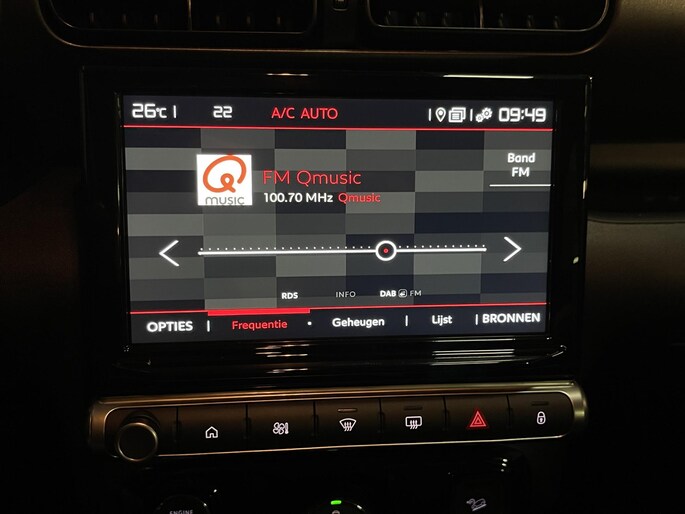 26°C 22 A/C AUTO 09:49
Q
music
FM Qmusic
100.70 MHz Qmusic
Band
FM
RDS INFO DAB FM
OPTIES Frequentie Geheugen Lijst BRONNEN
ENGINE